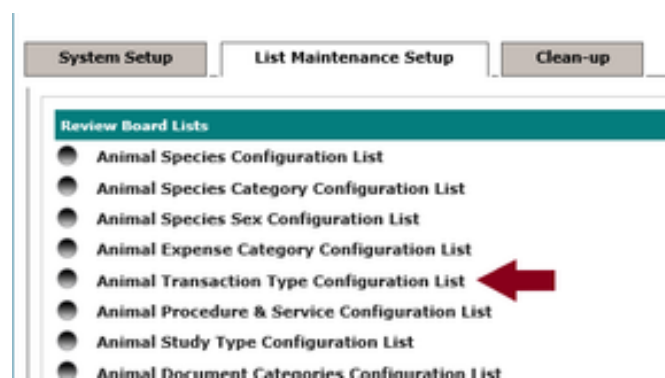 System Setup
List Maintenance Setup
Clean-up
Review Board Lists
Animal Species Configuration List
Animal Species Category Configuration List
Animal Species Sex Configuration List
Animal Expense Category Configuration List
Animal Transaction Type Configuration List
Animal Procedure & Service Configuration List
Animal Study Type Configuration List
Animal Document Categories Configuration List